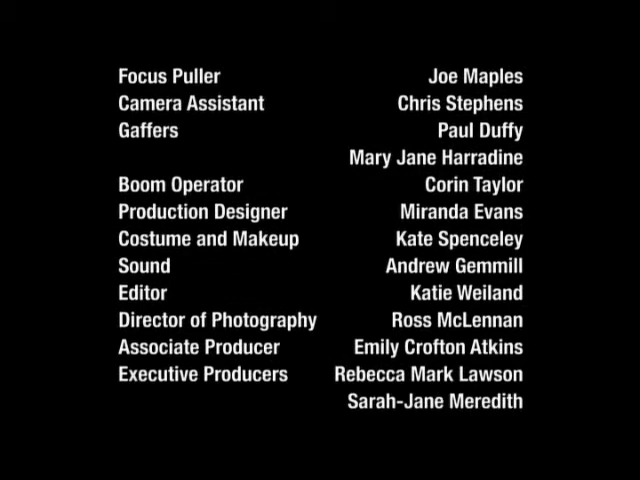 Focus Puller Joe Maples
Camera Assistant Chris Stephens
Gaffers Paul Duffy
Mary Jane Harradine
Boom Operator Corin Taylor
Production Designer Miranda Evans
Costume and Makeup Kate Spenceley
Sound Andrew Gemmill
Editor Katie Weiland
Director of Photography Ross McLennan
Associate Producer Emily Crofton Atkins
Executive Producers Rebecca Mark Lawson
Sarah-Jane Meredith